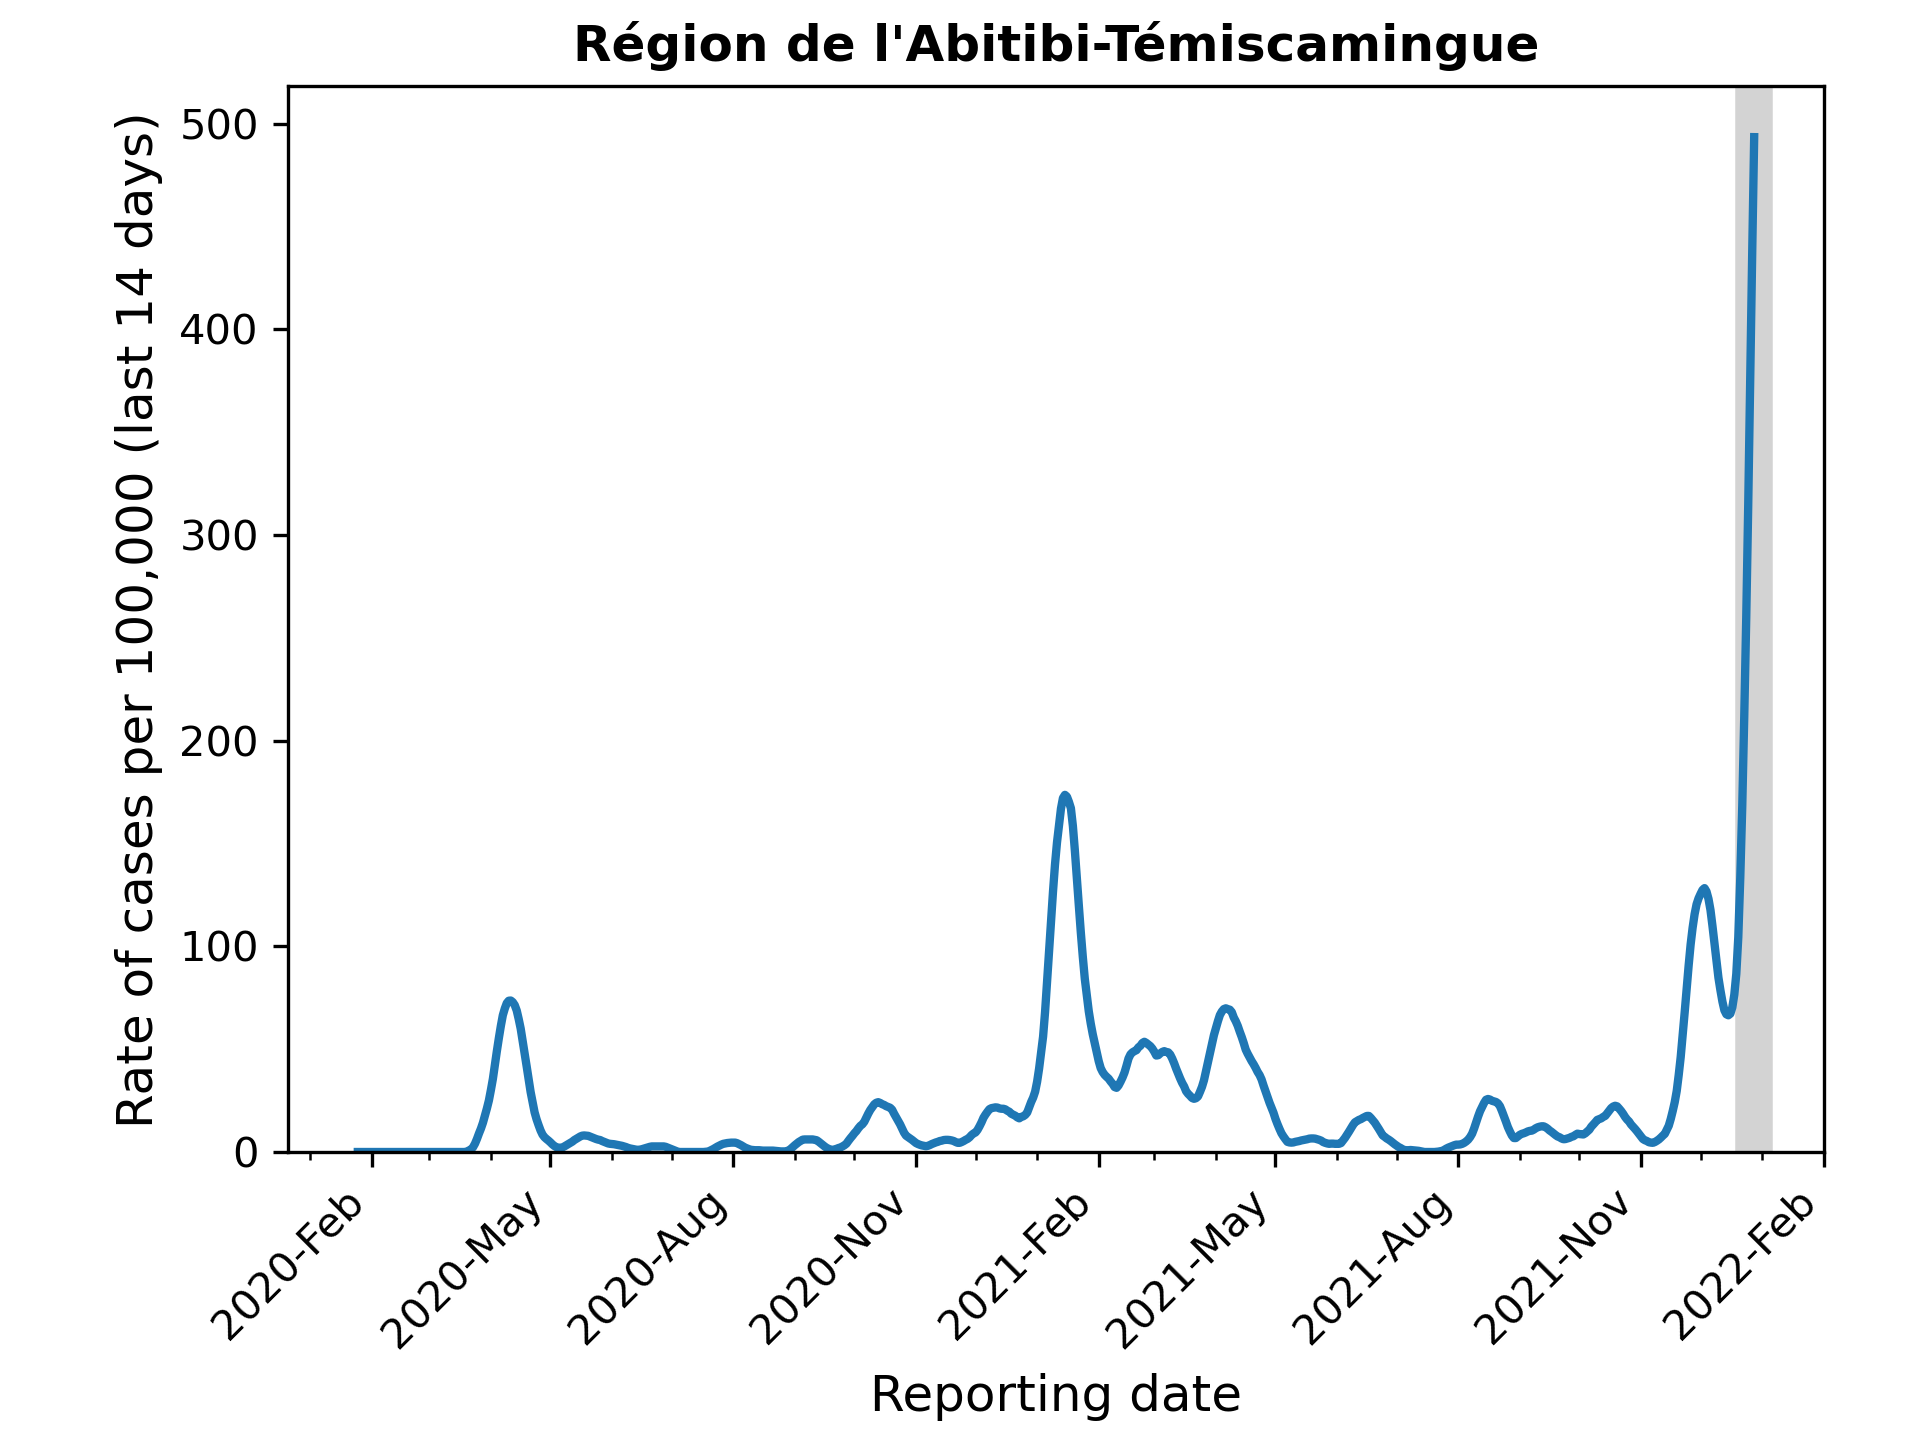 Région de l'Abitibi-Témiscamingue
Rate of cases per 100,000 (last 14 days)
500
400
300
200
100
0
2020-Feb
2020-May
2020-Aug
2020-Nov
2021-Feb
2021-May
2021-Aug
2021-Nov
2022-Feb
Reporting date